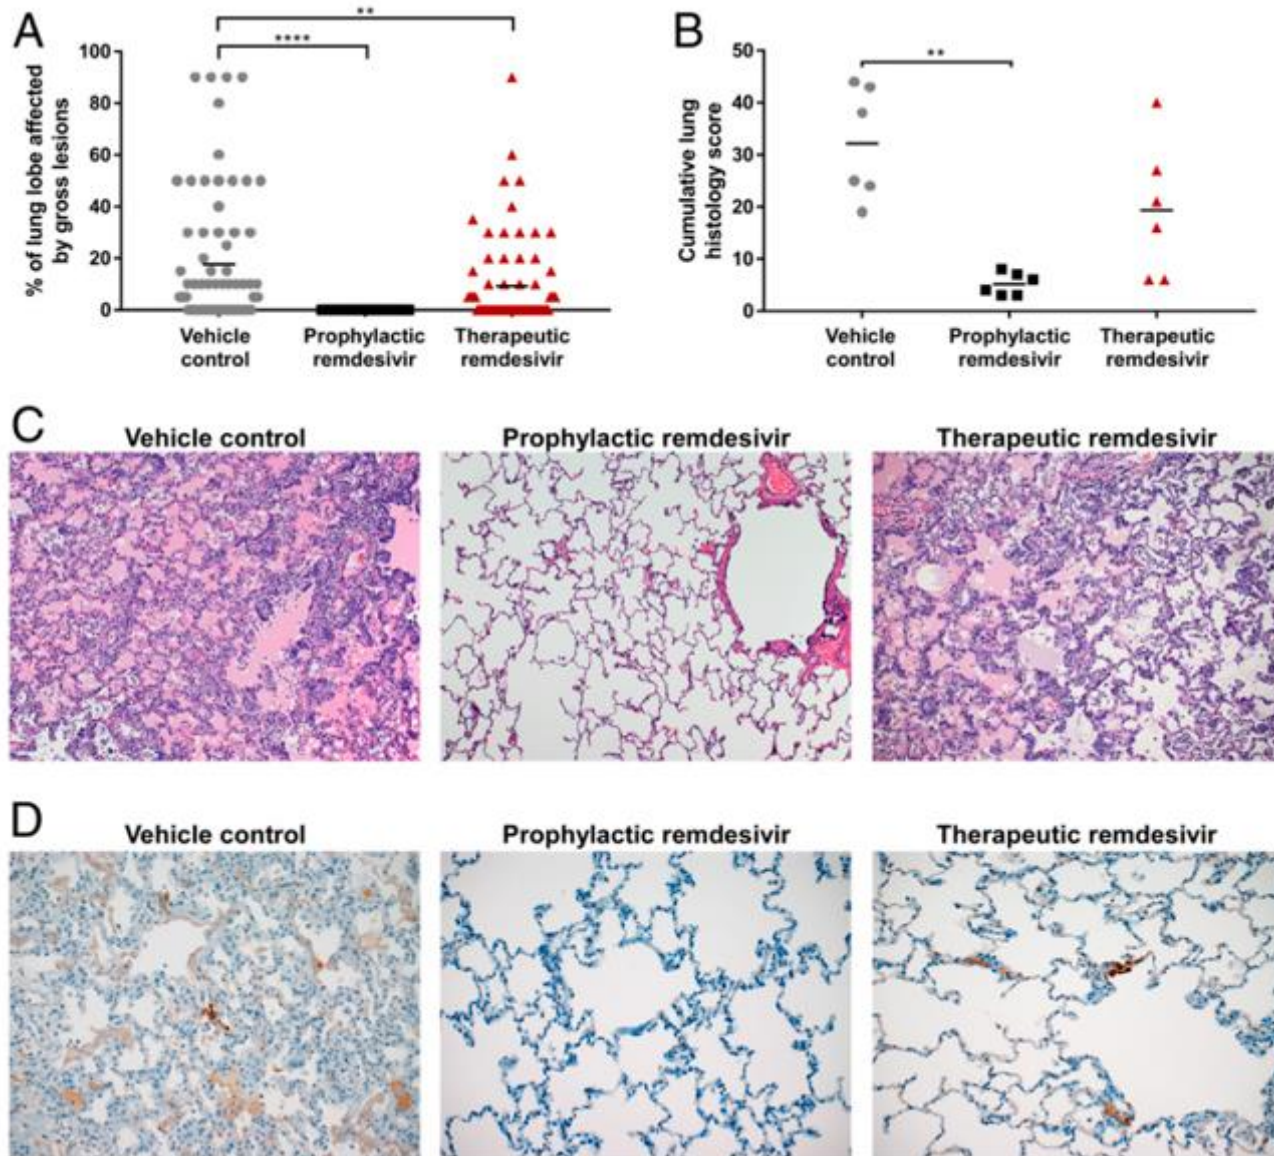 A
**
****
% of lung lobe affected
by gross lesions
100
80
60
40
20
0
Vehicle
control
Prophylactic
remdesivir
Therapeutic
remdesivir
B
**
Cumulative lung
histology score
50
40
30
20
10
0
Vehicle
control
Prophylactic
remdesivir
Therapeutic
remdesivir
C
Vehicle control
Prophylactic remdesivir
Therapeutic remdesivir
D
Vehicle control
Prophylactic remdesivir
Therapeutic remdesivir